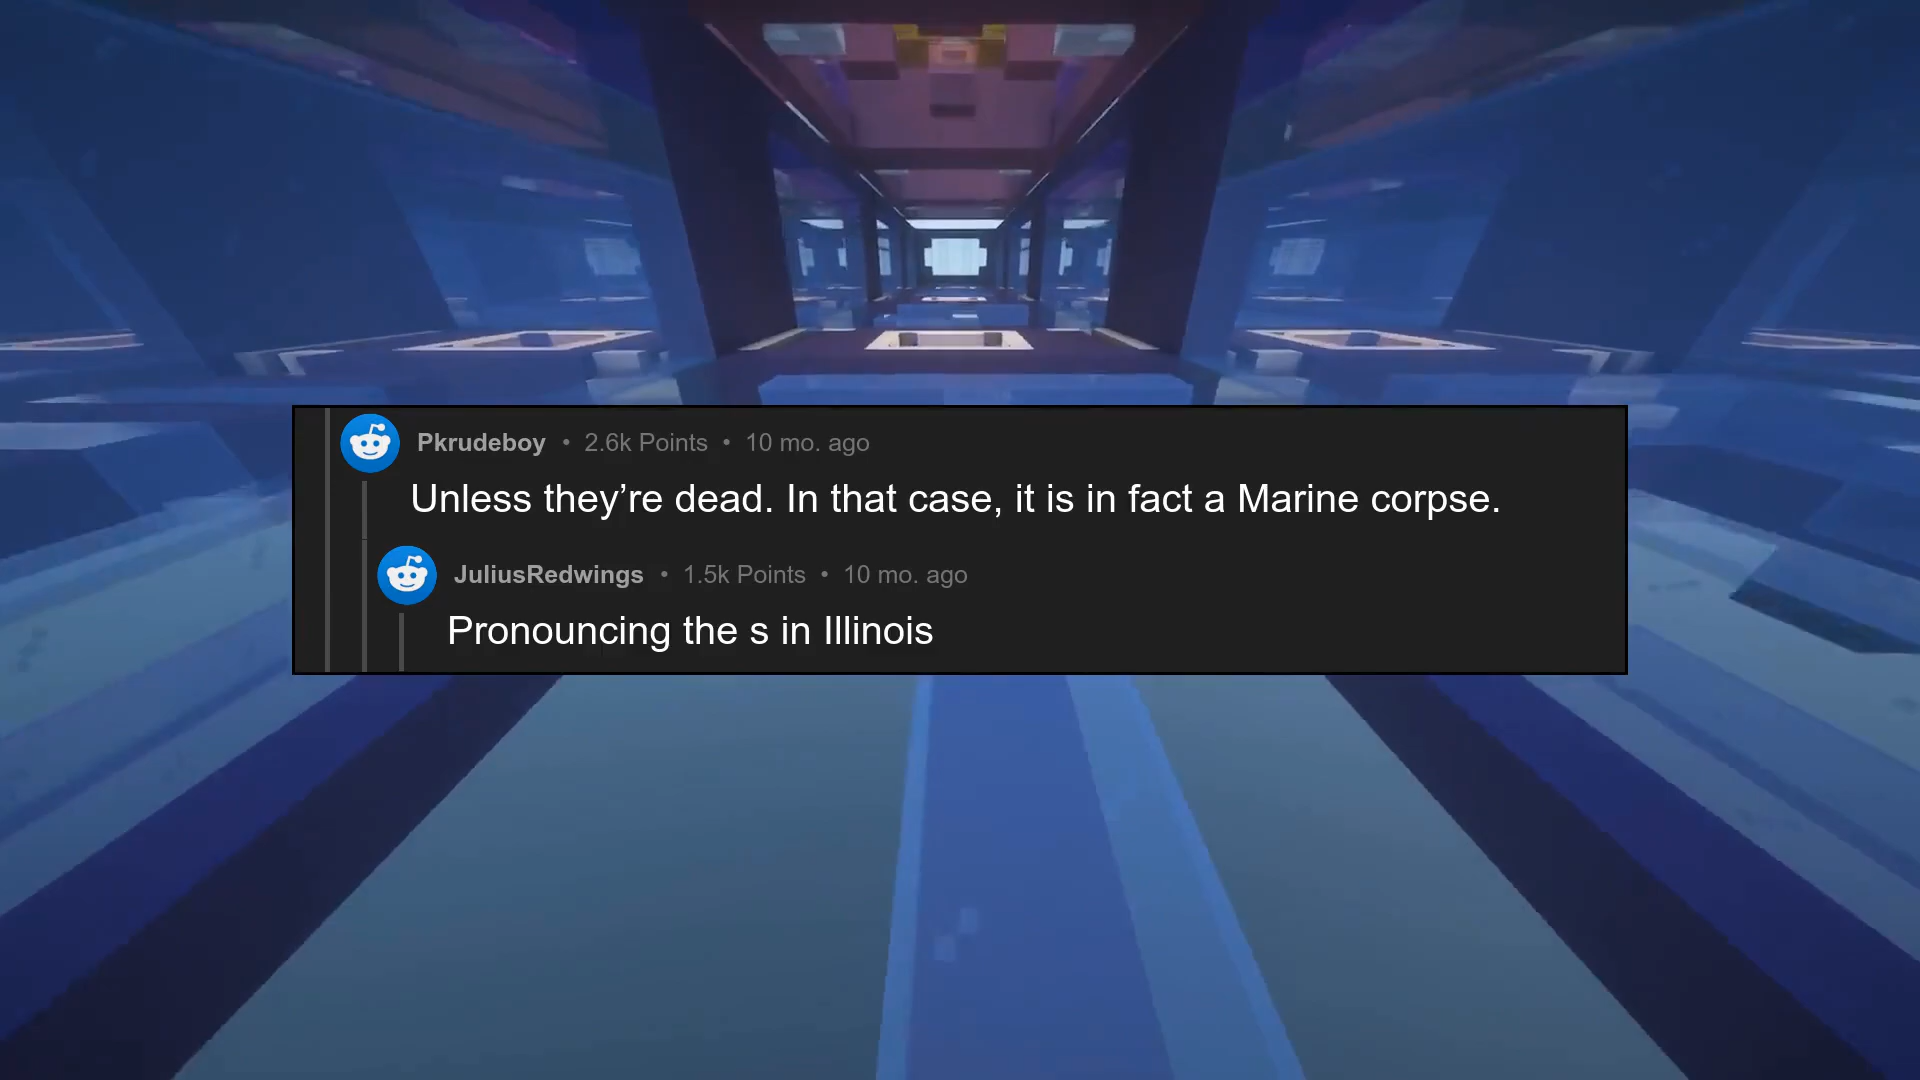 Pkrudeboy • 2.6k Points • 10 mo. ago
Unless they’re dead. In that case, it is in fact a Marine corpse.
JuliusRedwings • 1.5k Points • 10 mo. ago
Pronouncing the s in Illinois